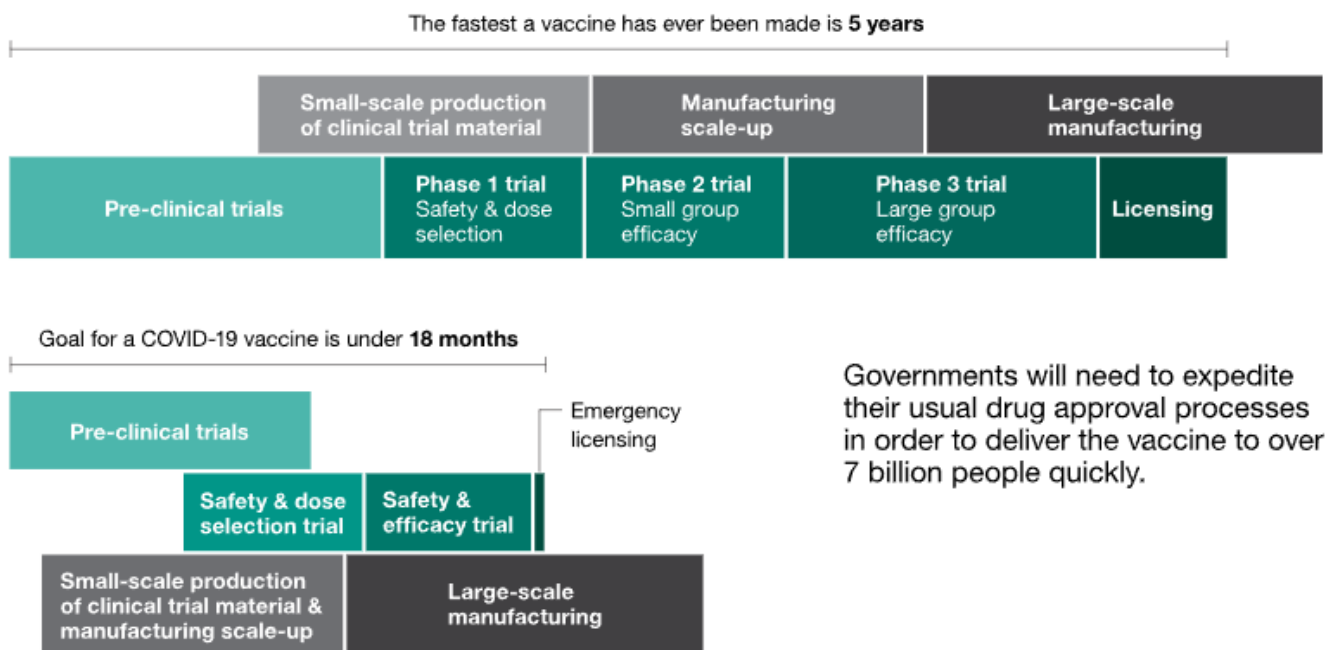 The fastest a vaccine has ever been made is 5 years
Small-scale production
of clinical trial material
Manufacturing
scale-up
Large-scale
manufacturing
Pre-clinical trials
Phase 1 trial
Safety & dose
selection
Phase 2 trial
Small group
efficacy
Phase 3 trial
Large group
efficacy
Licensing
Goal for a COVID-19 vaccine is under 18 months
Pre-clinical trials
Emergency
licensing
Safety & dose
selection trial
Safety &
efficacy trial
Small-scale production
of clinical trial material &
manufacturing scale-up
Large-scale
manufacturing
Governments will need to expedite
their usual drug approval processes
in order to deliver the vaccine to over
7 billion people quickly.